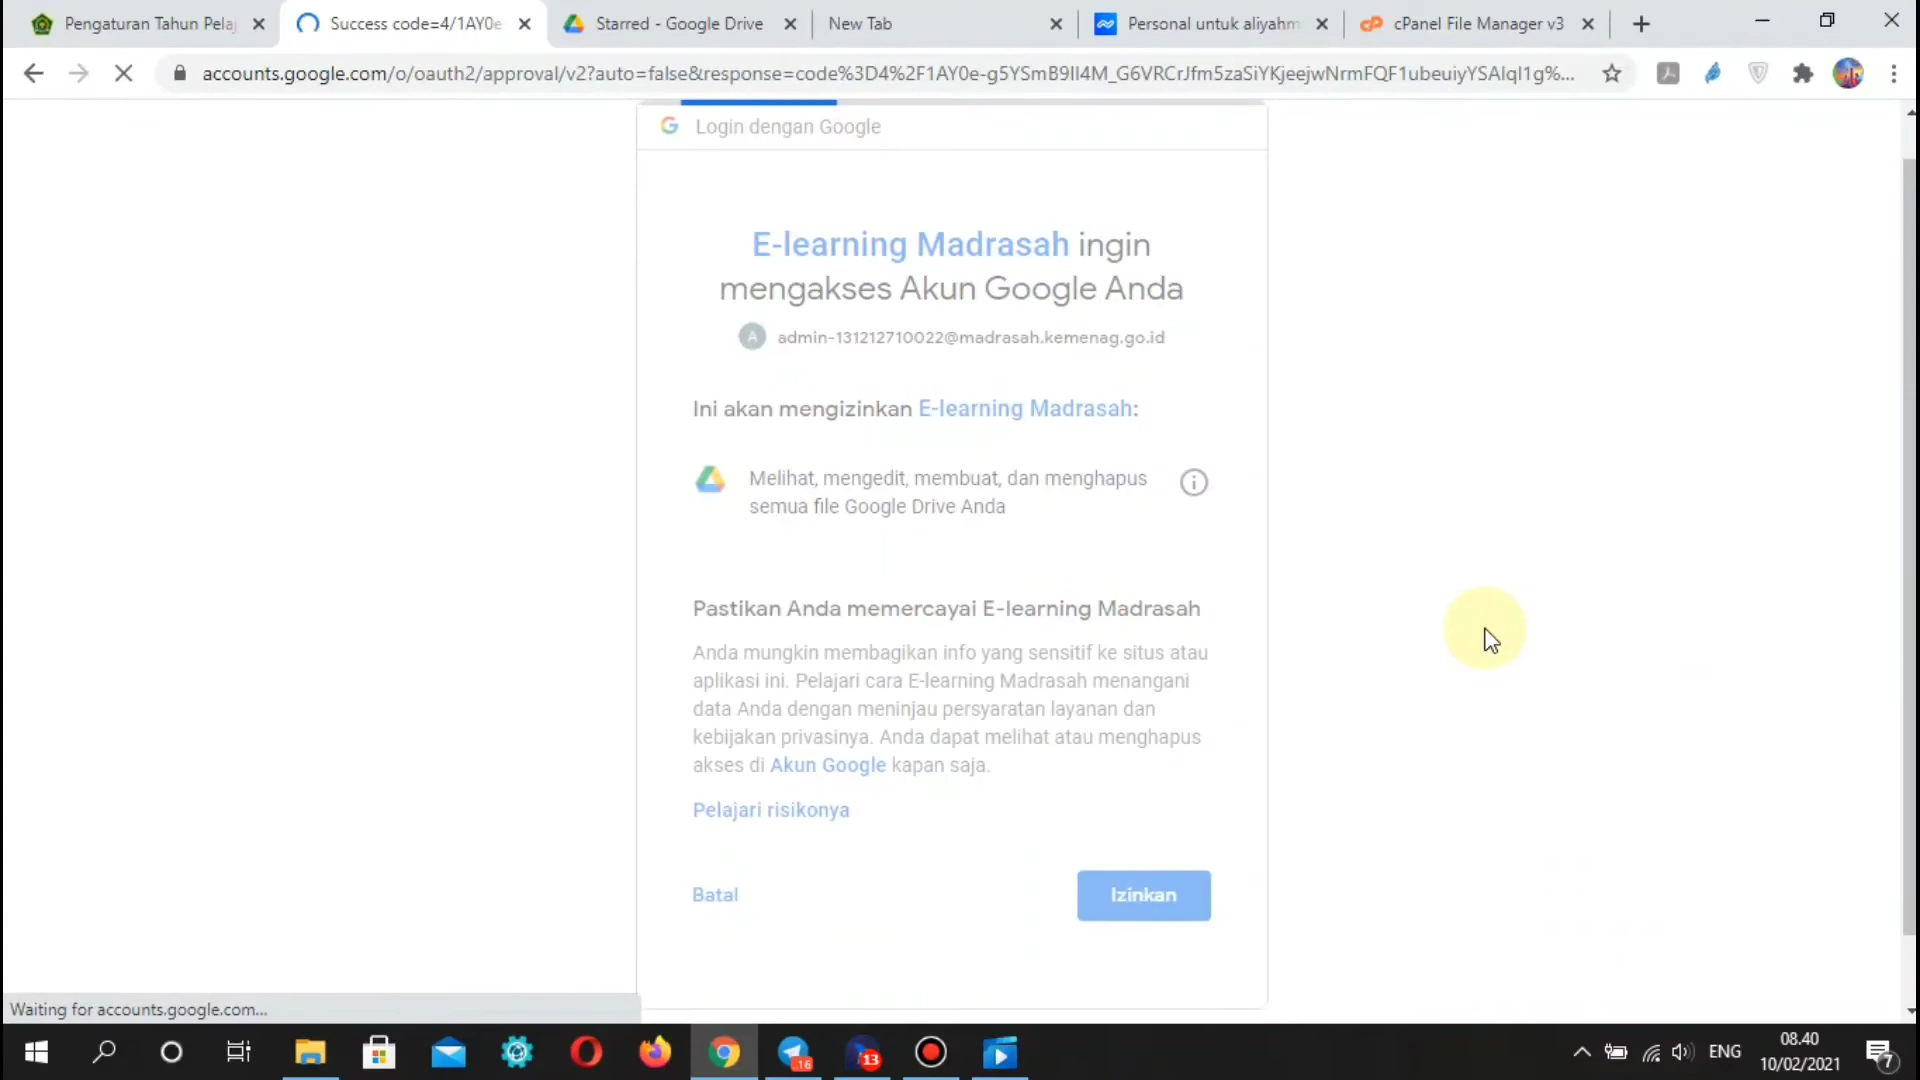 Pengaturan Tahun Pelaj
Success code=4/1AY0e
Starred - Google Drive
New Tab
Personal untuk aliyahm
cPanel File Manager v3
accounts.google.com/o/oauth2/approval/v2?auto=false&response=code%3D4%2F1AY0e-g5YSmB9Il4M_G6VRCrJfm5zaSiYKjeejwNrmFQF1ubeuiyYSAIqI1g%...
Login dengan Google
E-learning Madrasah ingin
mengakses Akun Google Anda
A admin-131212710022@madrasah.kemenag.go.id
Ini akan mengizinkan E-learning Madrasah:
Melihat, mengedit, membuat, dan menghapus
semua file Google Drive Anda
Pastikan Anda memercayai E-learning Madrasah
Anda mungkin membagikan info yang sensitif ke situs atau
aplikasi ini. Pelajari cara E-learning Madrasah menangani
data Anda dengan meninjau persyaratan layanan dan
kebijakan privasinya. Anda dapat melihat atau menghapus
akses di Akun Google kapan saja.
Pelajari risikonya
Batal
Izinkan
Waiting for accounts.google.com...
16
13
ENG
08.40
10/02/2021
7